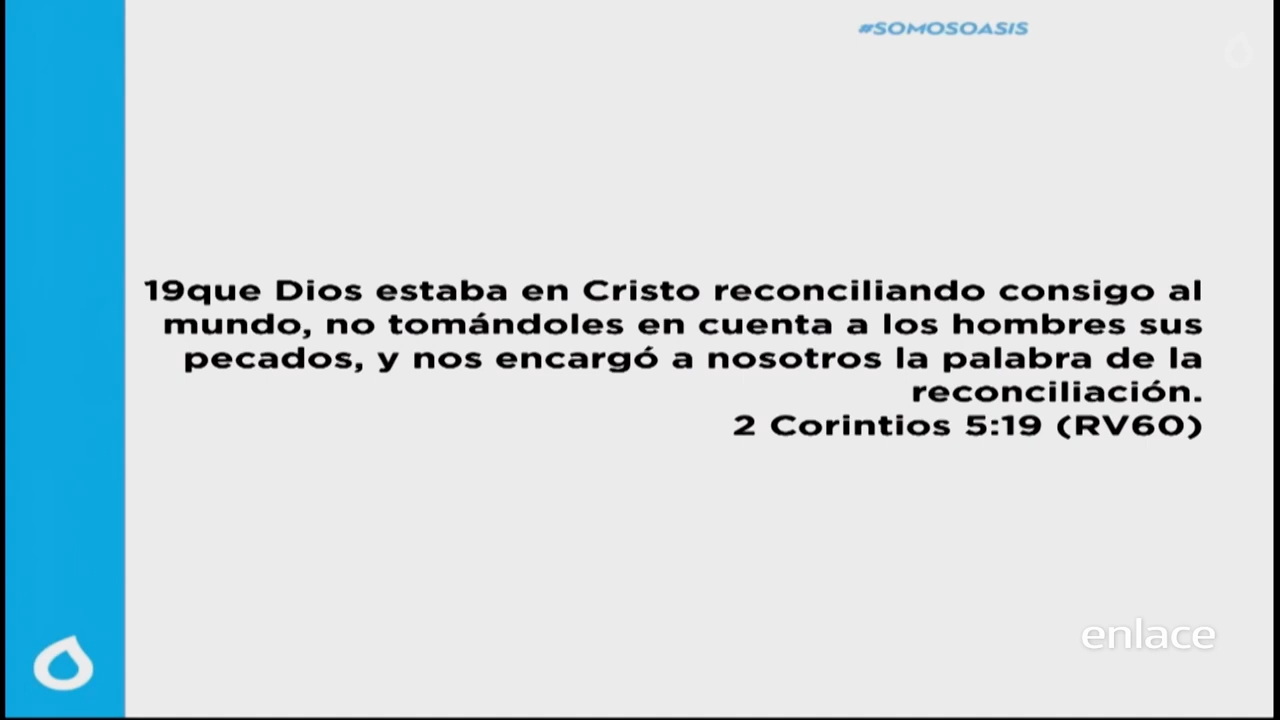 #SOMOSOASIS
19que Dios estaba en Cristo reconciliando consigo al
mundo, no tomándoles en cuenta a los hombres sus
pecados, y nos encargó a nosotros la palabra de la
reconciliación.
2 Corintios 5:19 (RV60)
enlace